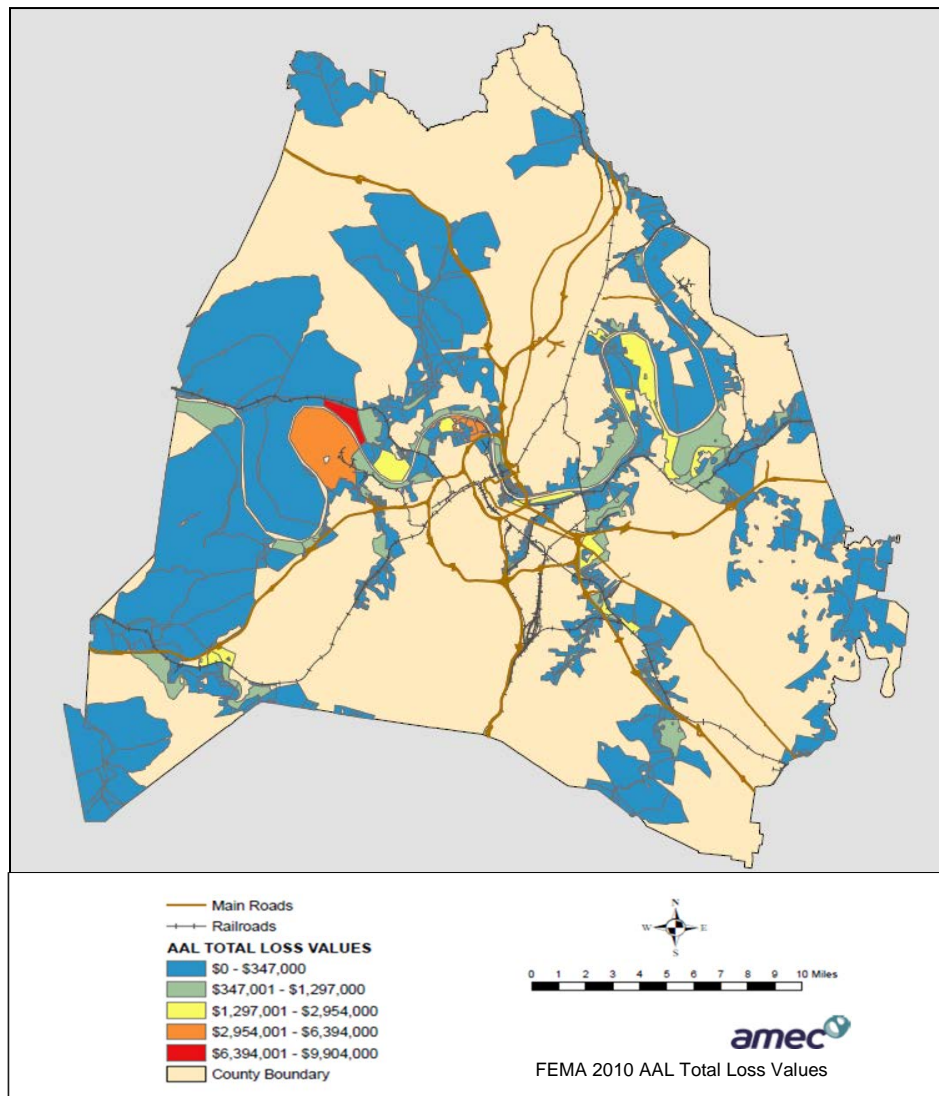 Main Roads
Railroads
AAL TOTAL LOSS VALUES
$0 - $347,000
$347,001 - $1,297,000
$1,297,001 - $2,954,000
$2,954,001 - $6,394,000
$6,394,001 - $9,904,000
County Boundary
N
W E
S
0 1 2 3 4 5 6 7 8 9 10 Miles
amec
FEMA 2010 AAL Total Loss Values